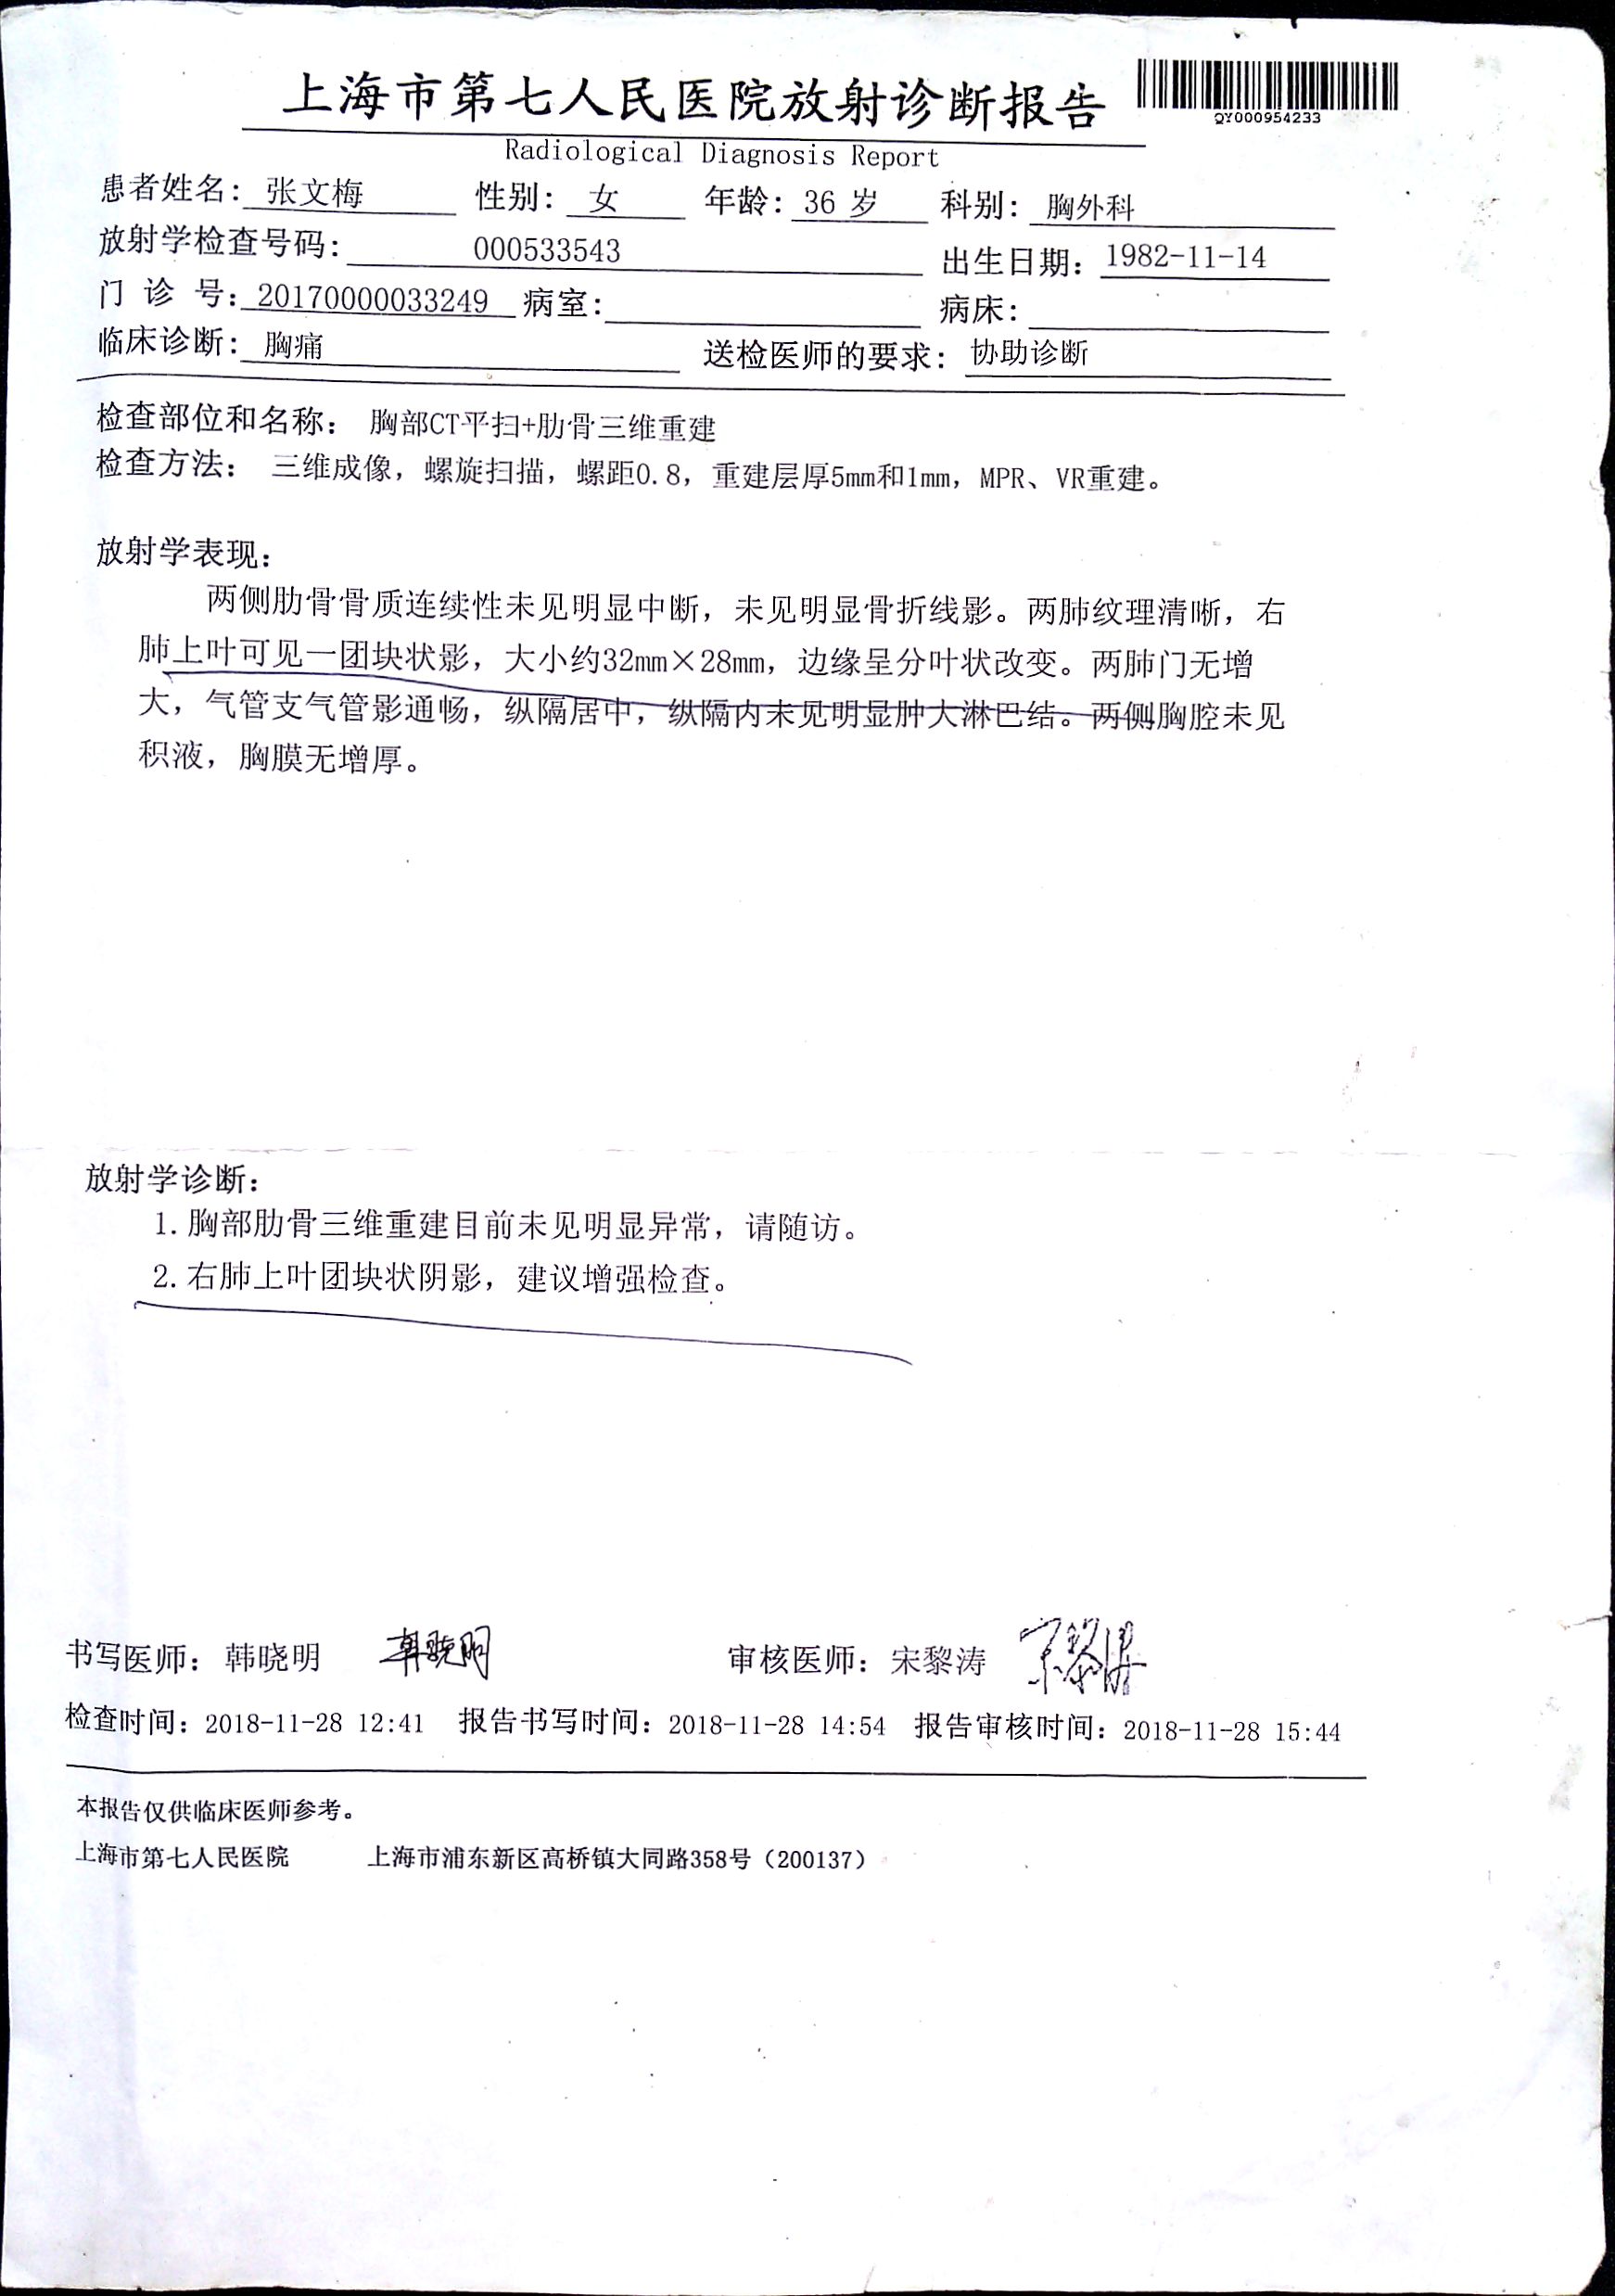 上海市第七人民医院放射诊断报告
QY000954233
Radiological Diagnosis Report
患者姓名: 张文梅 性别: 女 年龄: 36 岁 科别: 胸外科
放射学检查号码: 000533543 出生日期: 1982-11-14
门 诊 号: 20170000033249 病室: 病床:
临床诊断: 胸痛 送检医师的要求: 协助诊断
检查部位和名称: 胸部CT平扫+肋骨三维重建
检查方法: 三维成像，螺旋扫描，螺距0.8，重建层厚5mm和1mm，MPR、VR重建。
放射学表现:
两侧肋骨骨质连续性未见明显中断，未见明显骨折线影。两肺纹理清晰，右
肺上叶可见一团块状影，大小约32mm×28mm，边缘呈分叶状改变。两肺门无增
大，气管支气管影通畅，纵隔居中，纵隔内未见明显肿大淋巴结。两侧胸腔未见
积液，胸膜无增厚。
放射学诊断:
1.胸部肋骨三维重建目前未见明显异常，请随访。
2.右肺上叶团块状阴影，建议增强检查。
书写医师: 韩晓明 韩晓明 审核医师: 宋黎涛 宋黎涛
检查时间: 2018-11-28 12:41 报告书写时间: 2018-11-28 14:54 报告审核时间: 2018-11-28 15:44
本报告仅供临床医师参考。
上海市第七人民医院 上海市浦东新区高桥镇大同路358号（200137）